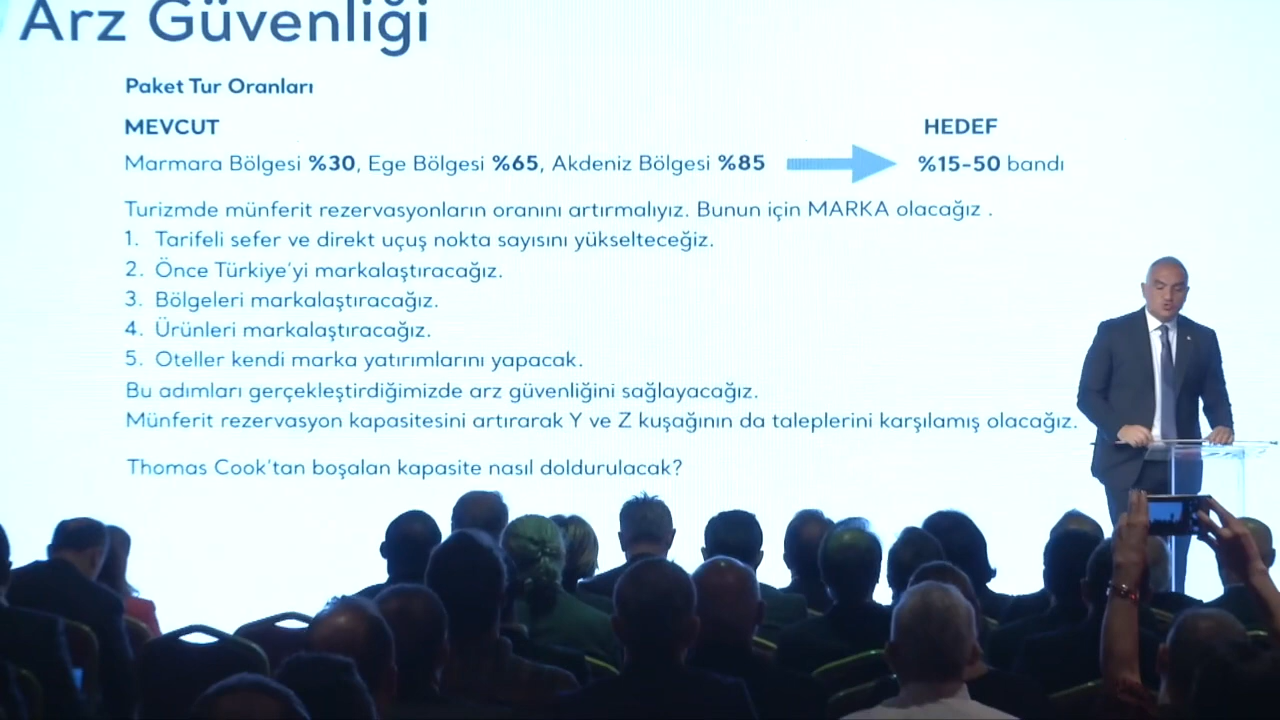 Arz Güvenliği
Paket Tur Oranları
MEVCUT
HEDEF
Marmara Bölgesi %30, Ege Bölgesi %65, Akdeniz Bölgesi %85
%15-50 bandı
Turizmde münferit rezervasyonların oranını artırmalıyız. Bunun için MARKA olacağız .
1. Tarifeli sefer ve direkt uçuş nokta sayısını yükselteceğiz.
2. Önce Türkiye'yi markalaştıracağız.
3. Bölgeleri markalaştıracağız.
4. Ürünleri markalaştıracağız.
5. Oteller kendi marka yatırımlarını yapacak.
Bu adımları gerçekleştirdiğimizde arz güvenliğini sağlayacağız.
Münferit rezervasyon kapasitesini artırarak Y ve Z kuşağının da taleplerini karşılamış olacağız.
Thomas Cook'tan boşalan kapasite nasıl doldurulacak?